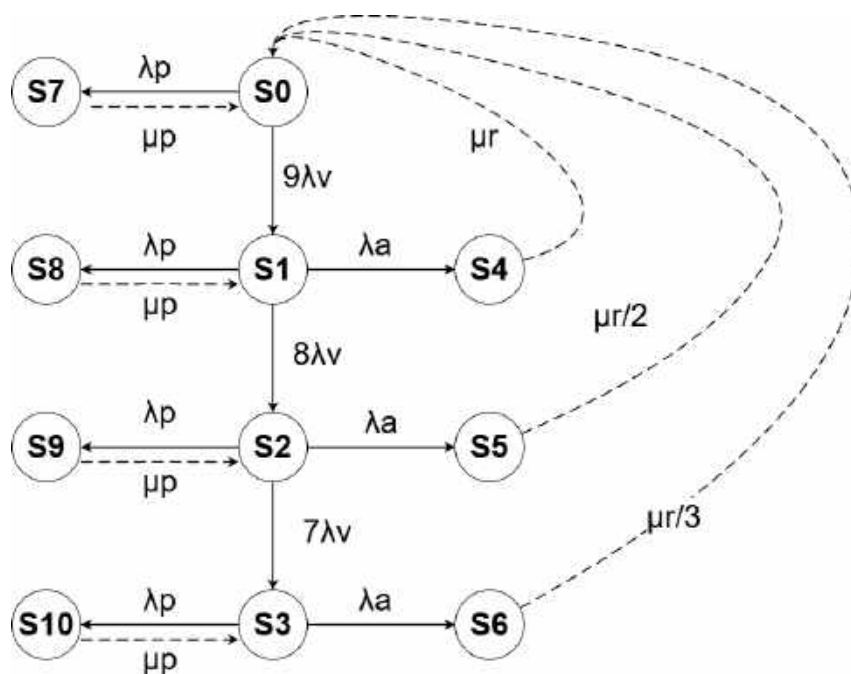 λp
S7 S0
μp μr
9λv
λp λa
S8 S1 S4
μp
μr/2
8λv
λp λa
S9 S2 S5
μp
μr/3
7λv
λp λa
S10 S3 S6
μp